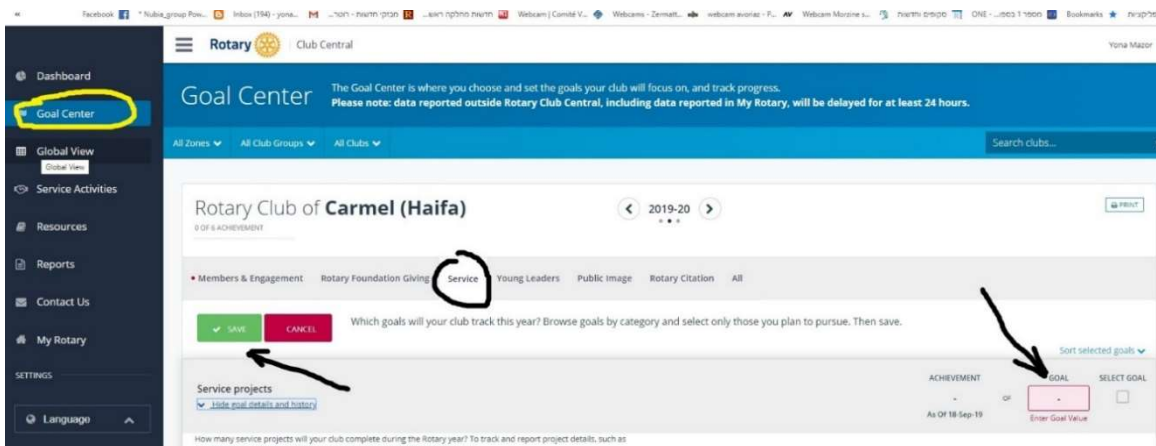 Facebook * Nubia_group Pow... Inbox (194) - yona... חדשות מחלקה ראש... Webcam | Comité V... Webcams - Zermatt... webcam avoriaz - P... Webcam Morzine s... סקופים וחדשות Bookmarks
Rotary Club Central
Yona Mazor
Dashboard
Goal Center
Global View
Global View
Service Activities
Resources
Reports
Contact Us
My Rotary
SETTINGS
Language
Goal Center
The Goal Center is where you choose and set the goals your club will focus on, and track progress.
Please note: data reported outside Rotary Club Central, including data reported in My Rotary, will be delayed for at least 24 hours.
All Zones All Club Groups All Clubs
Search clubs...
Rotary Club of Carmel (Haifa)
0 OF 6 ACHIEVEMENT
2019-20
PRINT
Members & Engagement Rotary Foundation Giving Service Young Leaders Public Image Rotary Citation All
SAVE CANCEL
Which goals will your club track this year? Browse goals by category and select only those you plan to pursue. Then save.
Sort selected goals
Service projects
Hide goal details and history
ACHIEVEMENT GOAL SELECT GOAL
- OF -
As Of 18-Sep-19 Enter Goal Value
How many service projects will your club complete during the Rotary year? To track and report project details, such as